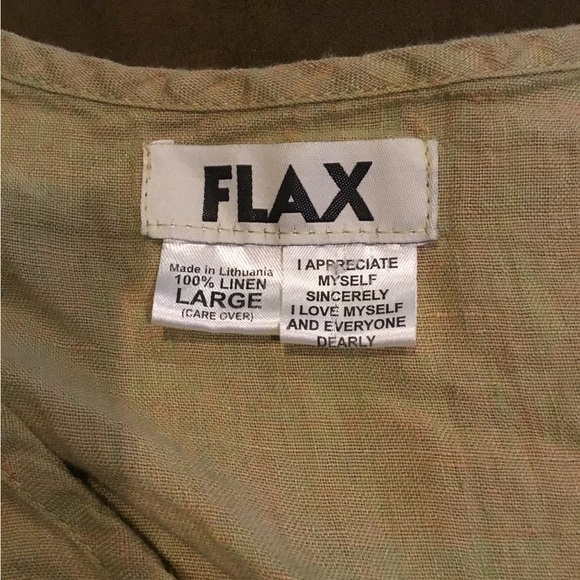 FLAX
Made in Lithuania
100% LINEN
LARGE
(CARE OVER)
I APPRECIATE
MYSELF
SINCERELY
I LOVE MYSELF
AND EVERYONE
DEARLY